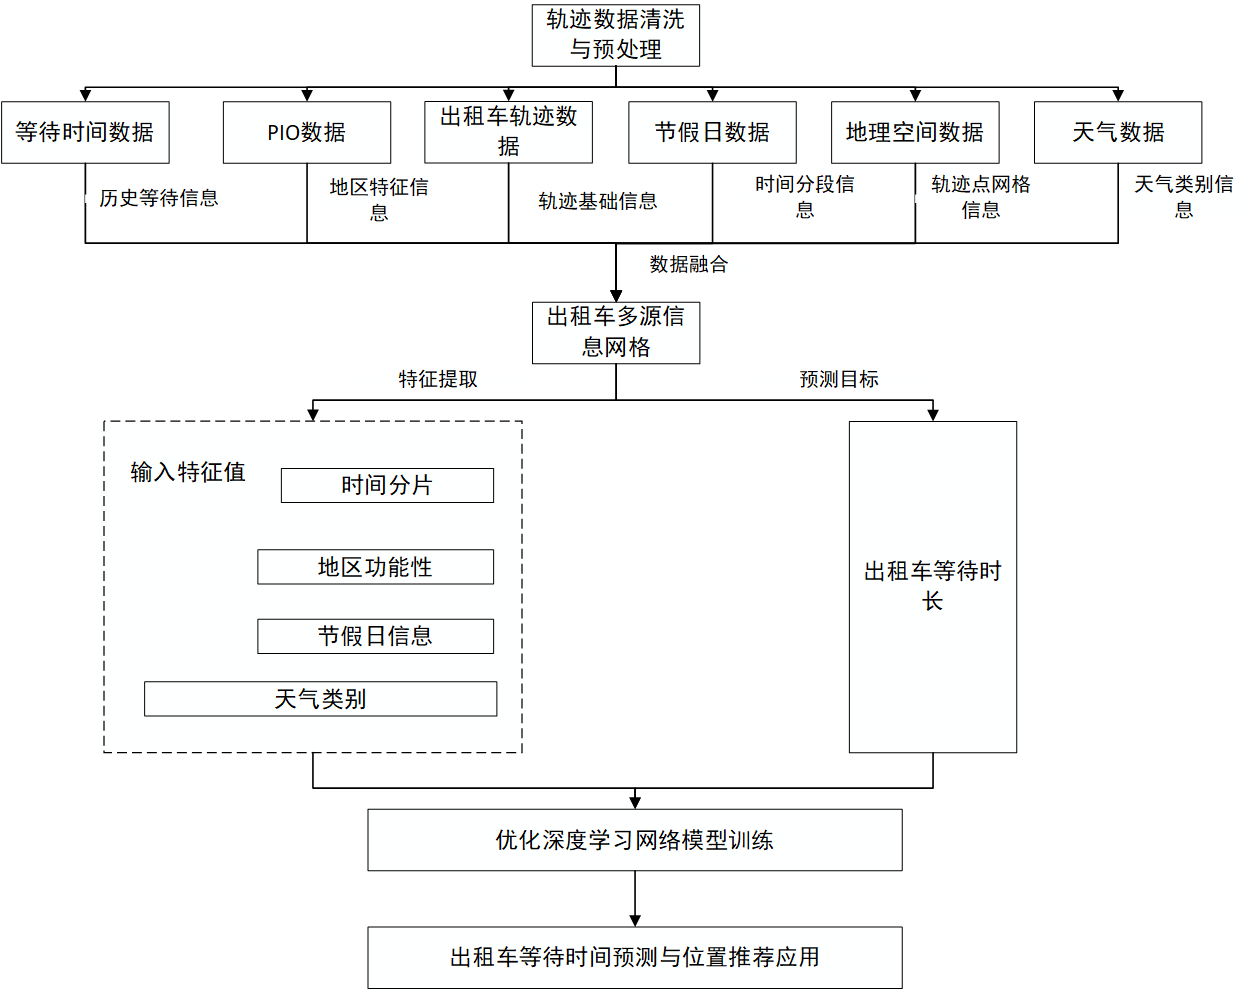 轨迹数据清洗
与预处理
等待时间数据
PIO数据
出租车轨迹数
据
节假日数据
地理空间数据
天气数据
历史等待信息
地区特征信
息
轨迹基础信息
时间分段信
息
轨迹点网格
信息
天气类别信
息
数据融合
出租车多源信
息网格
特征提取
预测目标
输入特征值
时间分片
地区功能性
节假日信息
天气类别
出租车等待时
长
优化深度学习网络模型训练
出租车等待时间预测与位置推荐应用